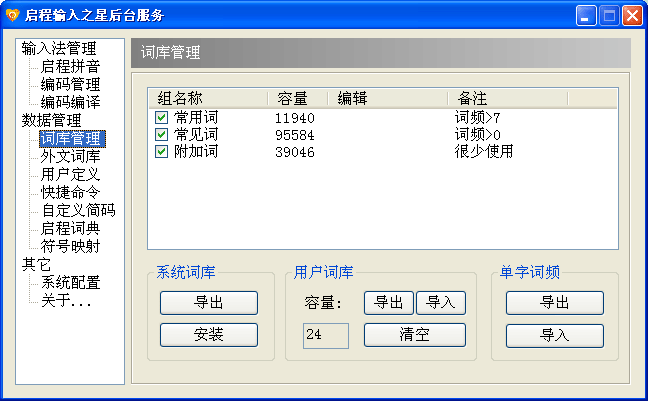 启程输入之星后台服务
输入法管理
启程拼音
编码管理
编码编译
数据管理
词库管理
外文词库
用户定义
快捷命令
自定义简码
启程词典
符号映射
其它
系统配置
关于...
词库管理
组名称 容量 编辑 备注
常用词 11940 词频>7
常见词 95584 词频>0
附加词 39046 很少使用
系统词库
导出
安装
用户词库
容量: 导出 导入
24 清空
单字词频
导出
导入